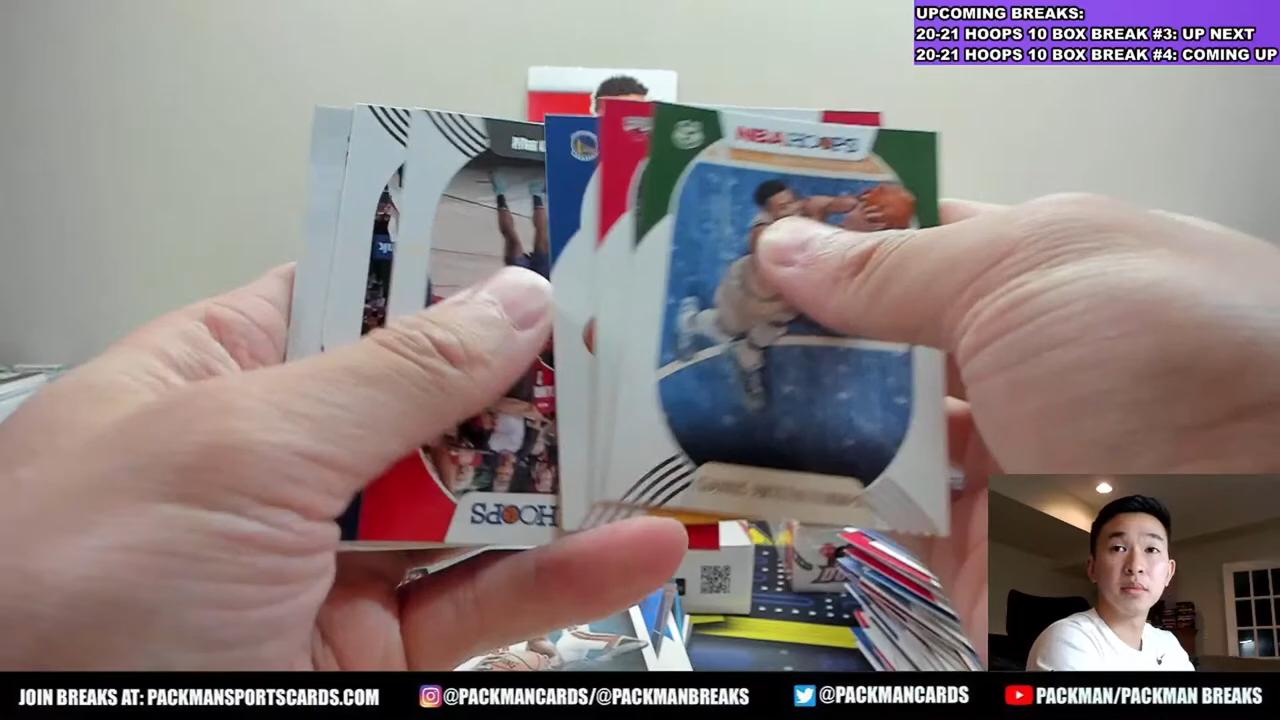 UPCOMING BREAKS:
20-21 HOOPS 10 BOX BREAK #3: UP NEXT
20-21 HOOPS 10 BOX BREAK #4: COMING UP
NBA HOOPS
HOOPS
JOIN BREAKS AT: PACKMANSPORTSCARDS.COM
@PACKMANCARDS/@PACKMANBREAKS
@PACKMANCARDS
PACKMAN/PACKMAN BREAKS